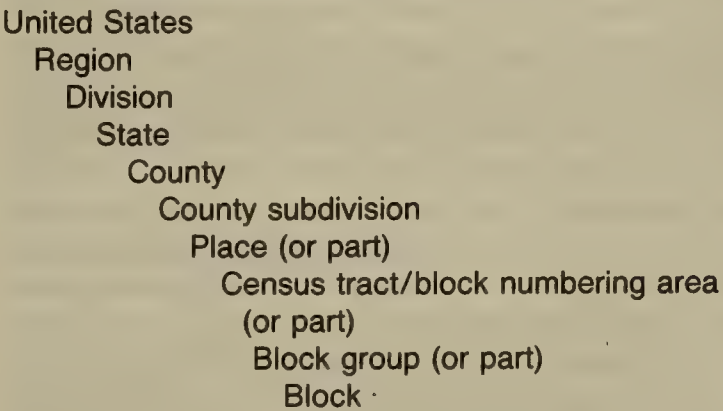 United States
Region
Division
State
County
County subdivision
Place (or part)
Census tract/block numbering area
(or part)
Block group (or part)
Block